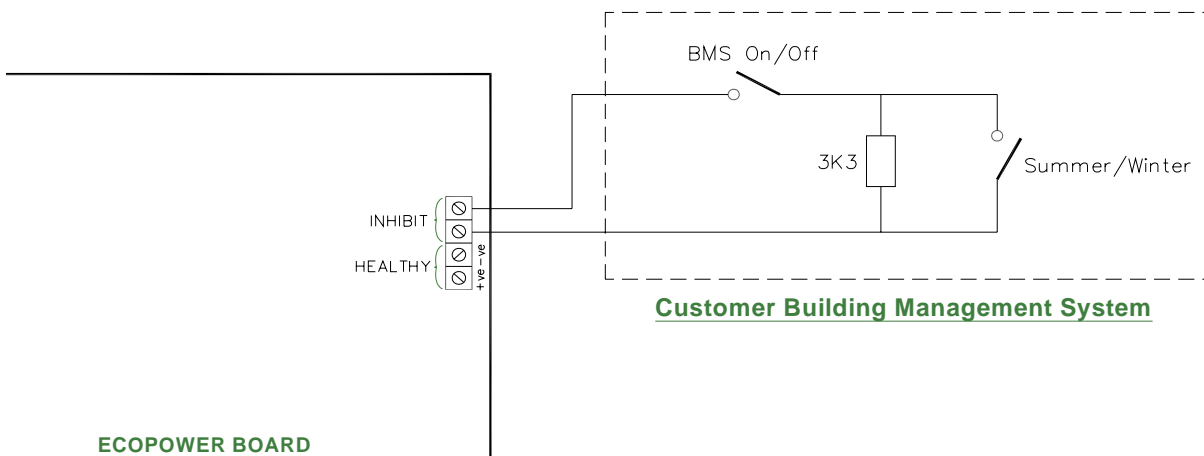 BMS On/Off
3K3
Summer/Winter
INHIBIT
HEALTHY
+ve -ve
Customer Building Management System
ECOPOWER BOARD